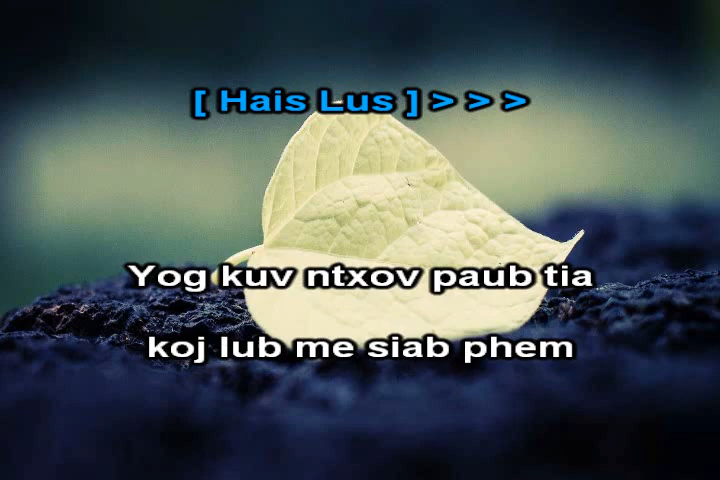 [ Hais Lus ] > > >
Yog kuv ntxov paub tia
koj lub me siab phem